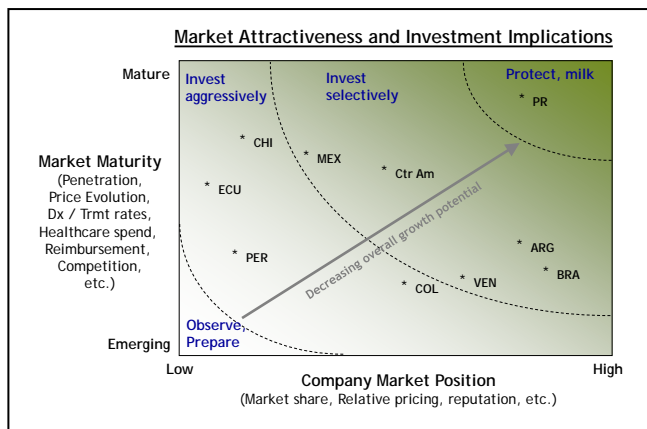 Market Attractiveness and Investment Implications
Mature
Invest
aggressively
Invest
selectively
Protect, milk
* PR
* CHI
* MEX
* Ctr Am
* ECU
Market Maturity
(Penetration,
Price Evolution,
Dx / Trmt rates,
Healthcare spend,
Reimbursement,
Competition,
etc.)
Decreasing overall growth potential
* PER
* ARG
* BRA
* COL
* VEN
Observe,
Prepare
Emerging
Low
High
Company Market Position
(Market share, Relative pricing, reputation, etc.)